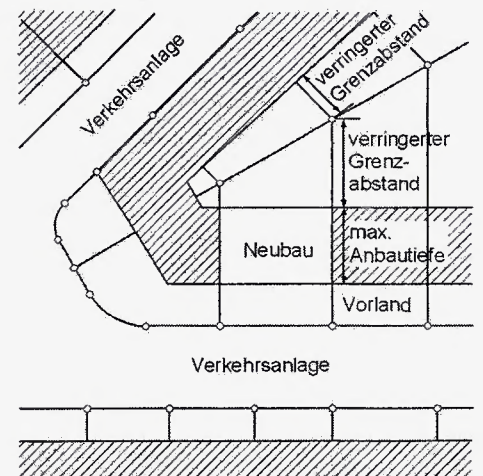 Verkehrsanlage
verringerter
Grenzabstand
verringerter
Grenz-
abstand
max.
Anbautiefe
Neubau
Vorland
Verkehrsanlage